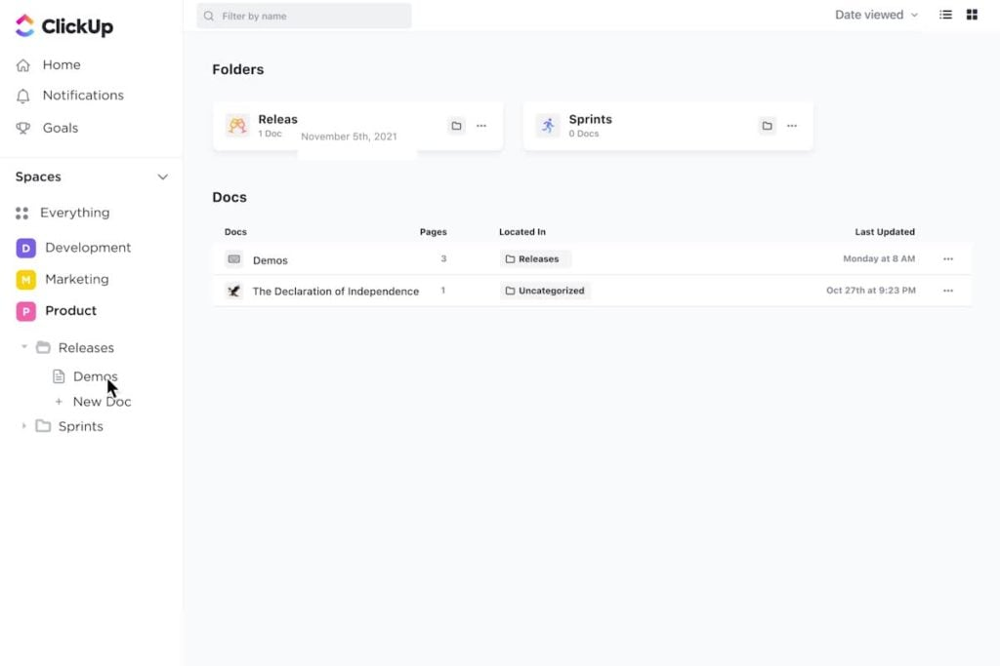 ClickUp
Home
Notifications
Goals
Spaces
Everything
D Development
M Marketing
P Product
Releases
Demos
+ New Doc
Sprints
Filter by name
Date viewed
Folders
Releas
1 Doc
November 5th, 2021
Sprints
0 Docs
Docs
Docs Pages Located In Last Updated
Demos 3 Releases Monday at 8 AM
The Declaration of Independence 1 Uncategorized Oct 27th at 9:23 PM